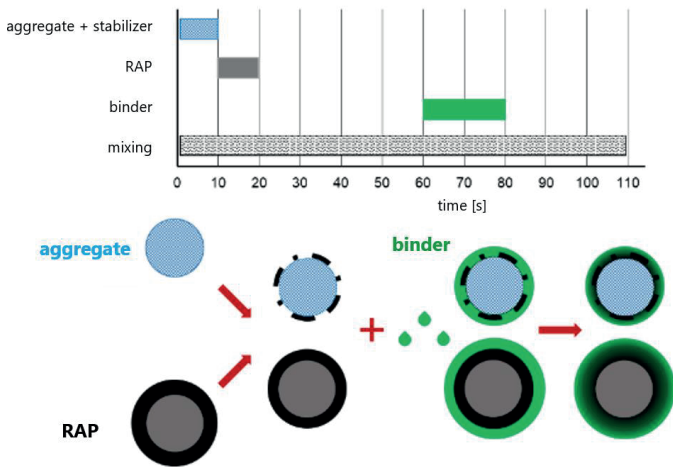 aggregate + stabilizer
RAP
binder
mixing
0 10 20 30 40 50 60 70 80 90 100 110
time [s]
aggregate
binder
+
RAP